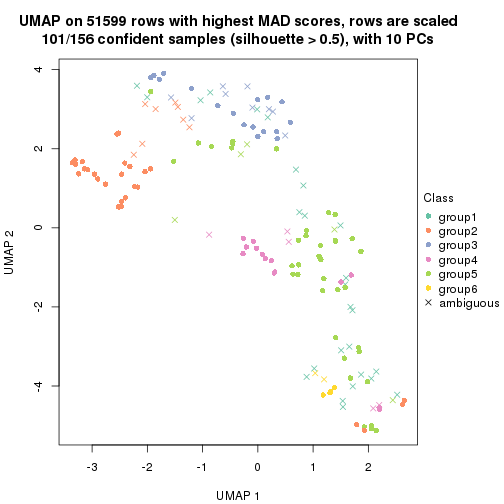 UMAP on 51599 rows with highest MAD scores, rows are scaled
101/156 confident samples (silhouette > 0.5), with 10 PCs
4
2
0
-2
-4
UMAP 2
-3
-2
-1
0
1
2
UMAP 1
Class
group1
group2
group3
group4
group5
group6
ambiguous